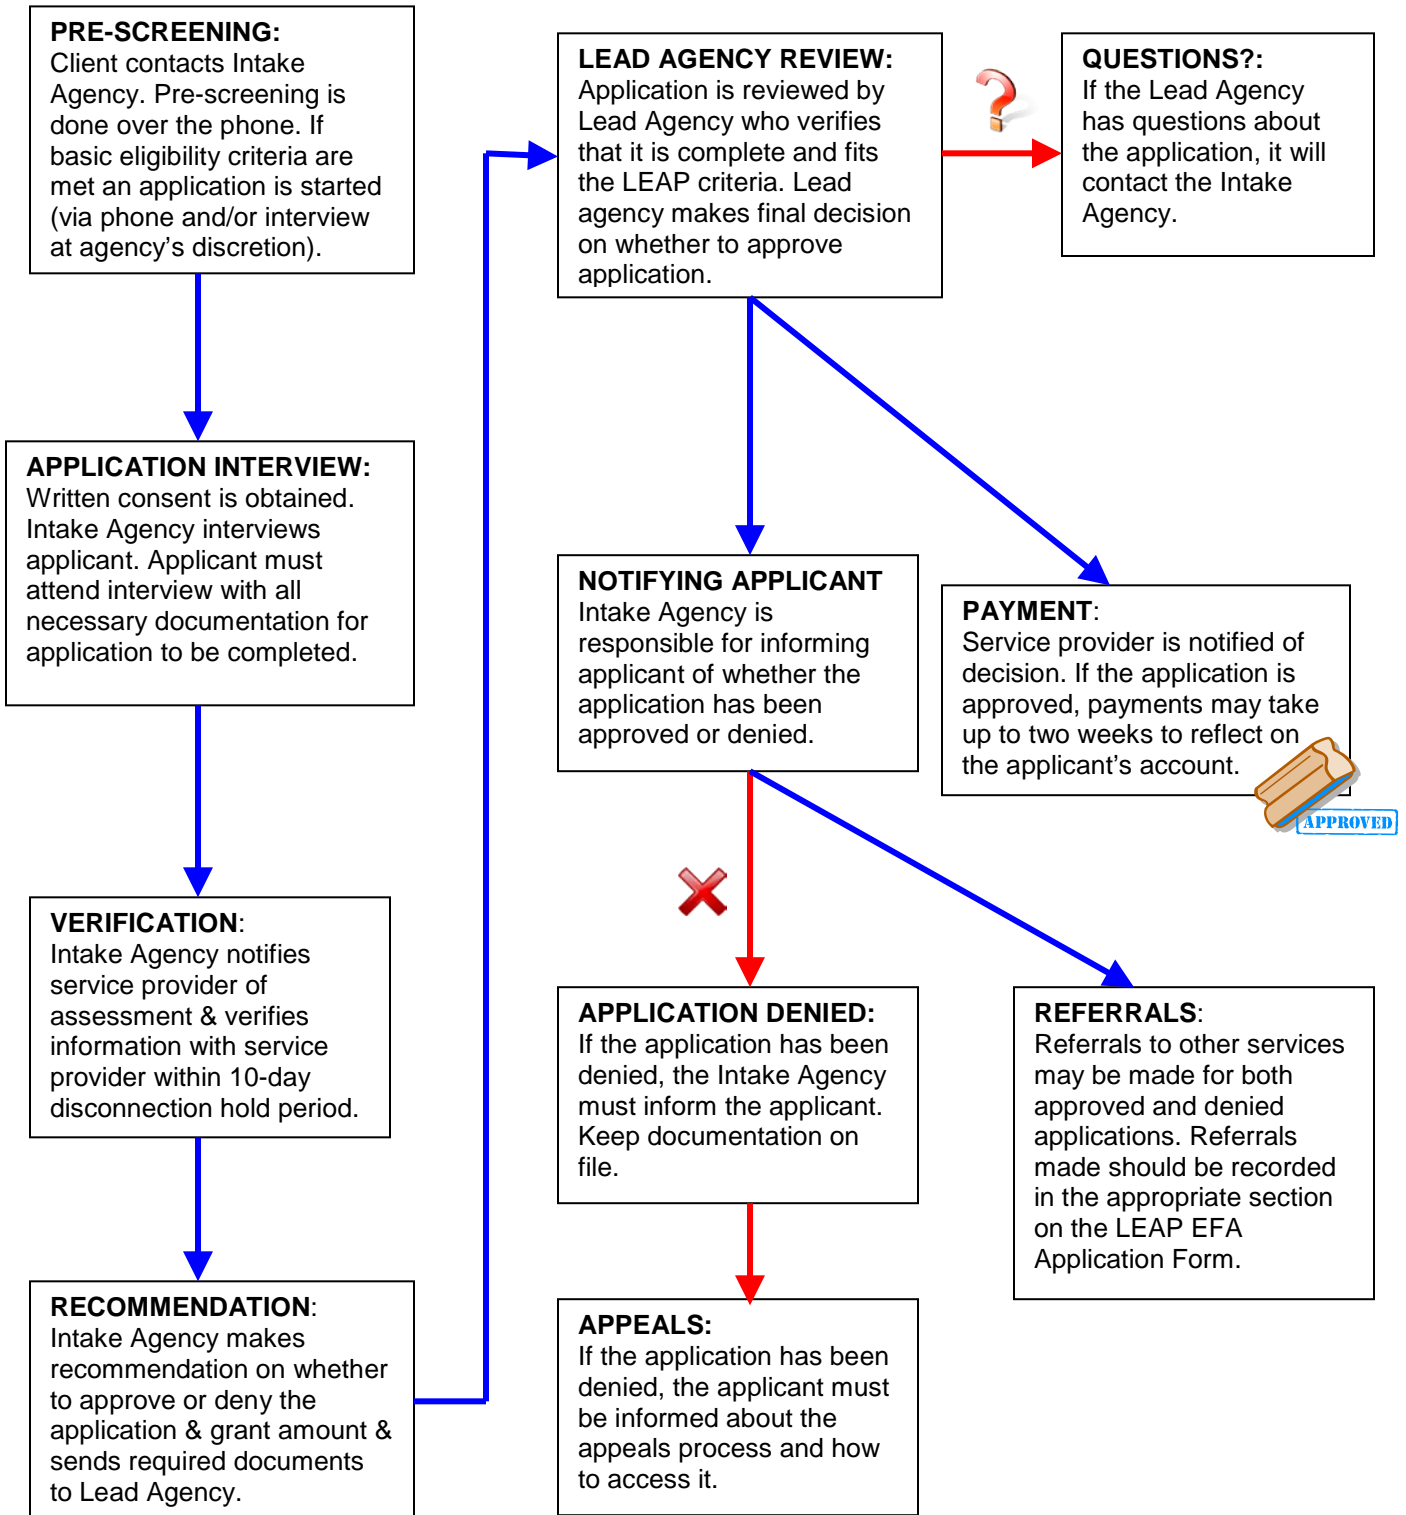 PRE-SCREENING:
Client contacts Intake
Agency. Pre-screening is
done over the phone. If
basic eligibility criteria are
met an application is started
(via phone and/or interview
at agency’s discretion).
APPLICATION INTERVIEW:
Written consent is obtained.
Intake Agency interviews
applicant. Applicant must
attend interview with all
necessary documentation for
application to be completed.
VERIFICATION:
Intake Agency notifies
service provider of
assessment & verifies
information with service
provider within 10-day
disconnection hold period.
RECOMMENDATION:
Intake Agency makes
recommendation on whether
to approve or deny the
application & grant amount &
sends required documents
to Lead Agency.
LEAD AGENCY REVIEW:
Application is reviewed by
Lead Agency who verifies
that it is complete and fits
the LEAP criteria. Lead
agency makes final decision
on whether to approve
application.
?
QUESTIONS?:
If the Lead Agency
has questions about
the application, it will
contact the Intake
Agency.
NOTIFYING APPLICANT
Intake Agency is
responsible for informing
applicant of whether the
application has been
approved or denied.
PAYMENT:
Service provider is notified of
decision. If the application is
approved, payments may take
up to two weeks to reflect on
the applicant’s account.
APPROVED
APPLICATION DENIED:
If the application has been
denied, the Intake Agency
must inform the applicant.
Keep documentation on
file.
REFERRALS:
Referrals to other services
may be made for both
approved and denied
applications. Referrals
made should be recorded
in the appropriate section
on the LEAP EFA
Application Form.
APPEALS:
If the application has been
denied, the applicant must
be informed about the
appeals process and how
to access it.